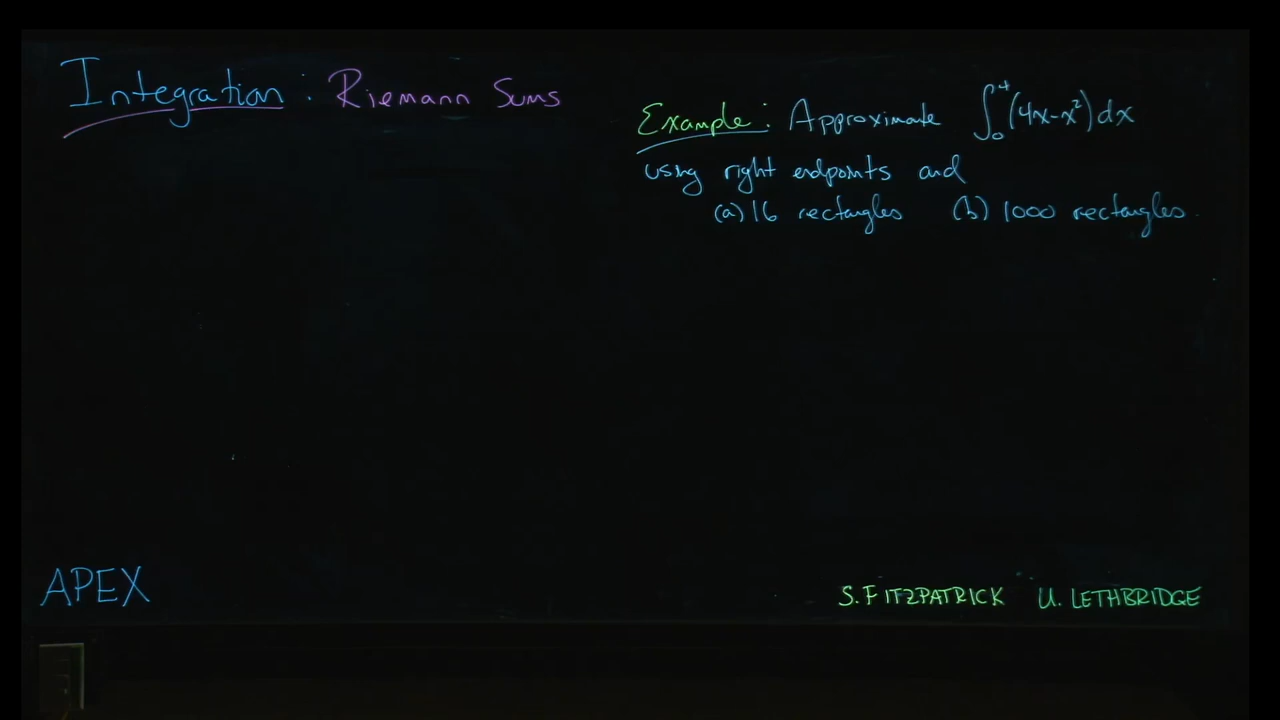 Integration: Riemann Sums
Example: Approximate ∫₀⁴(4x-x²)dx
using right endpoints and
(a) 16 rectangles (b) 1000 rectangles.
APEX
S. FITZPATRICK U. LETHBRIDGE